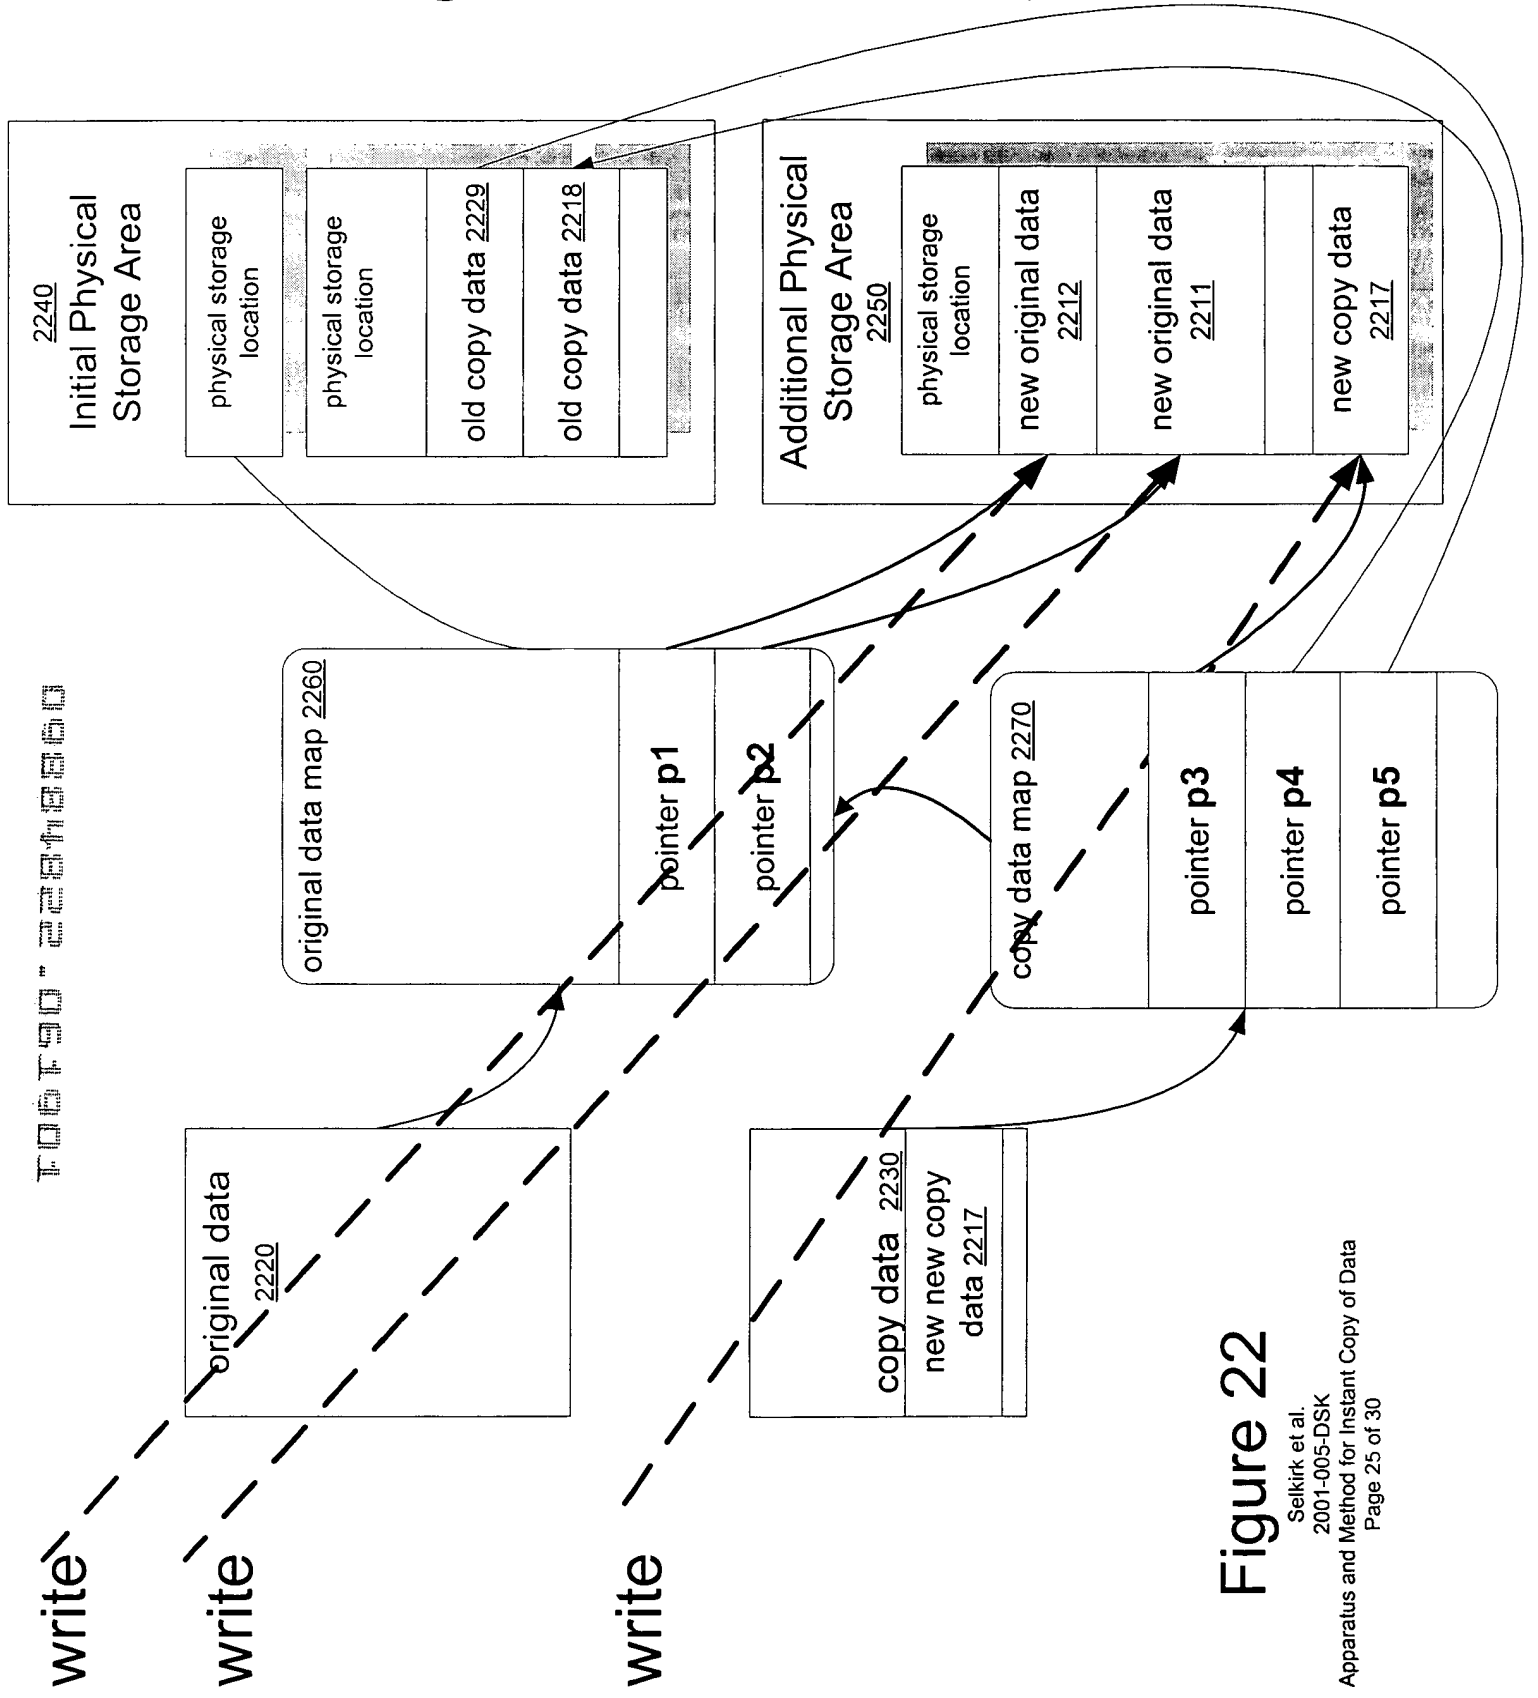 write
write
write
original data
2220
copy data 2230
new new copy
data 2217
original data map 2260
pointer p1
pointer p2
copy data map 2270
pointer p3
pointer p4
pointer p5
2240
Initial Physical
Storage Area
physical storage
location
physical storage
location
old copy data 2229
old copy data 2218
Additional Physical
Storage Area
2250
physical storage
location
new original data
2212
new original data
2211
new copy data
2217
Figure 22
Selkirk et al.
2001-005-DSK
Apparatus and Method for Instant Copy of Data
Page 25 of 30